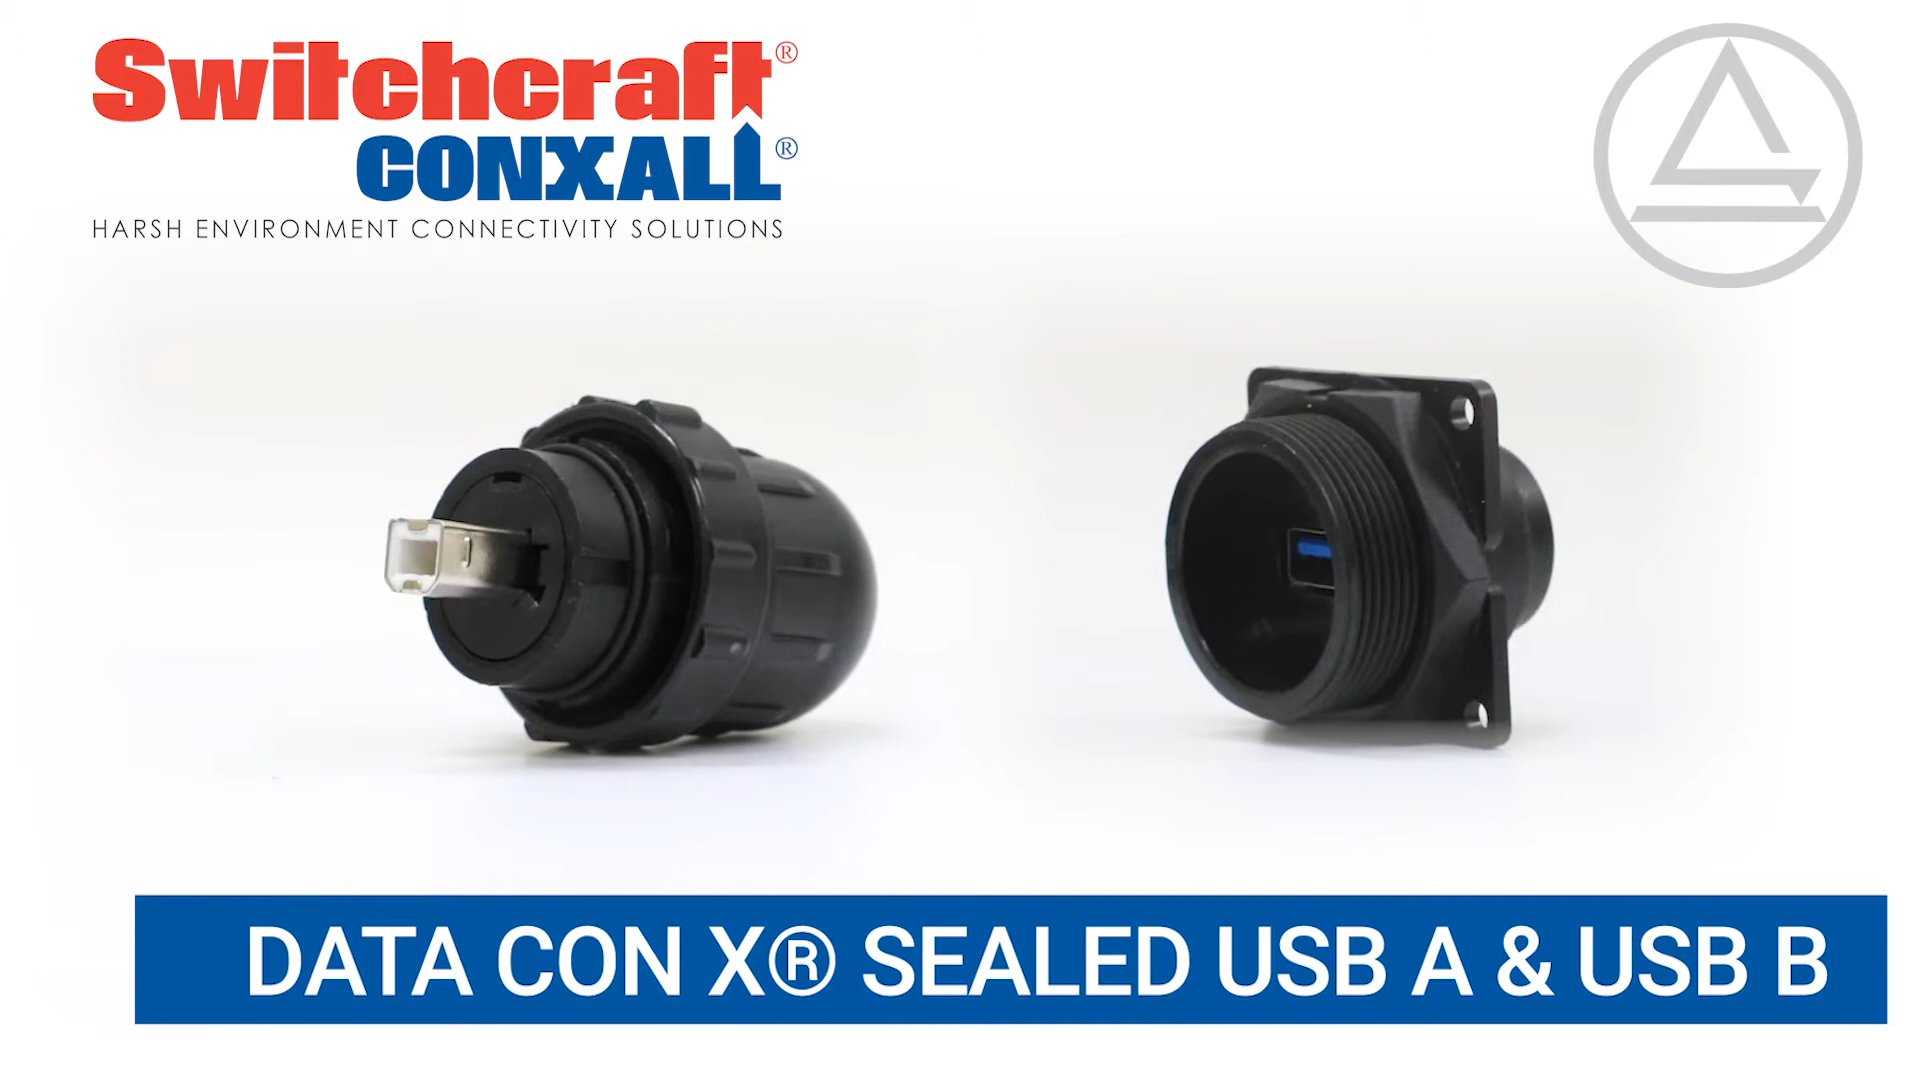 Switchcraft®
CONXALL®
HARSH ENVIRONMENT CONNECTIVITY SOLUTIONS
DATA CON X® SEALED USB A & USB B